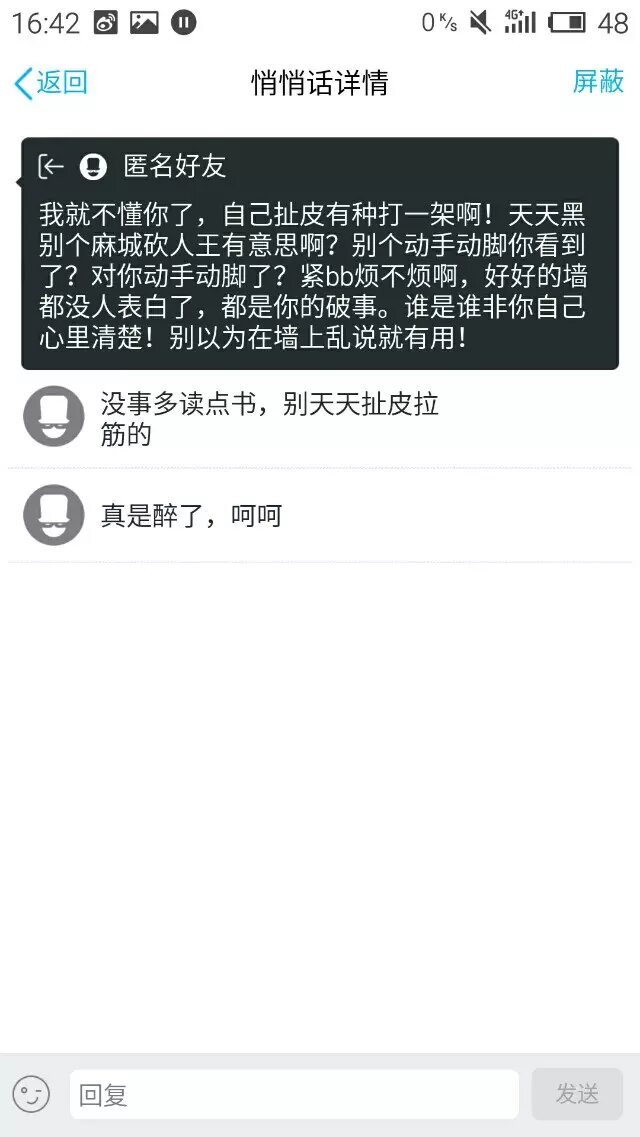 16:42
0 K/s
4G+
48
返回
悄悄话详情
屏蔽
匿名好友
我就不懂你了，自己扯皮有种打一架啊！天天黑
别个麻城砍人王有意思啊？别个动手动脚你看到
了？对你动手动脚了？紧bb烦不烦啊，好好的墙
都没人表白了，都是你的破事。谁是谁非你自己
心里清楚！别以为在墙上乱说就有用！
没事多读点书，别天天扯皮拉
筋的
真是醉了，呵呵
回复
发送